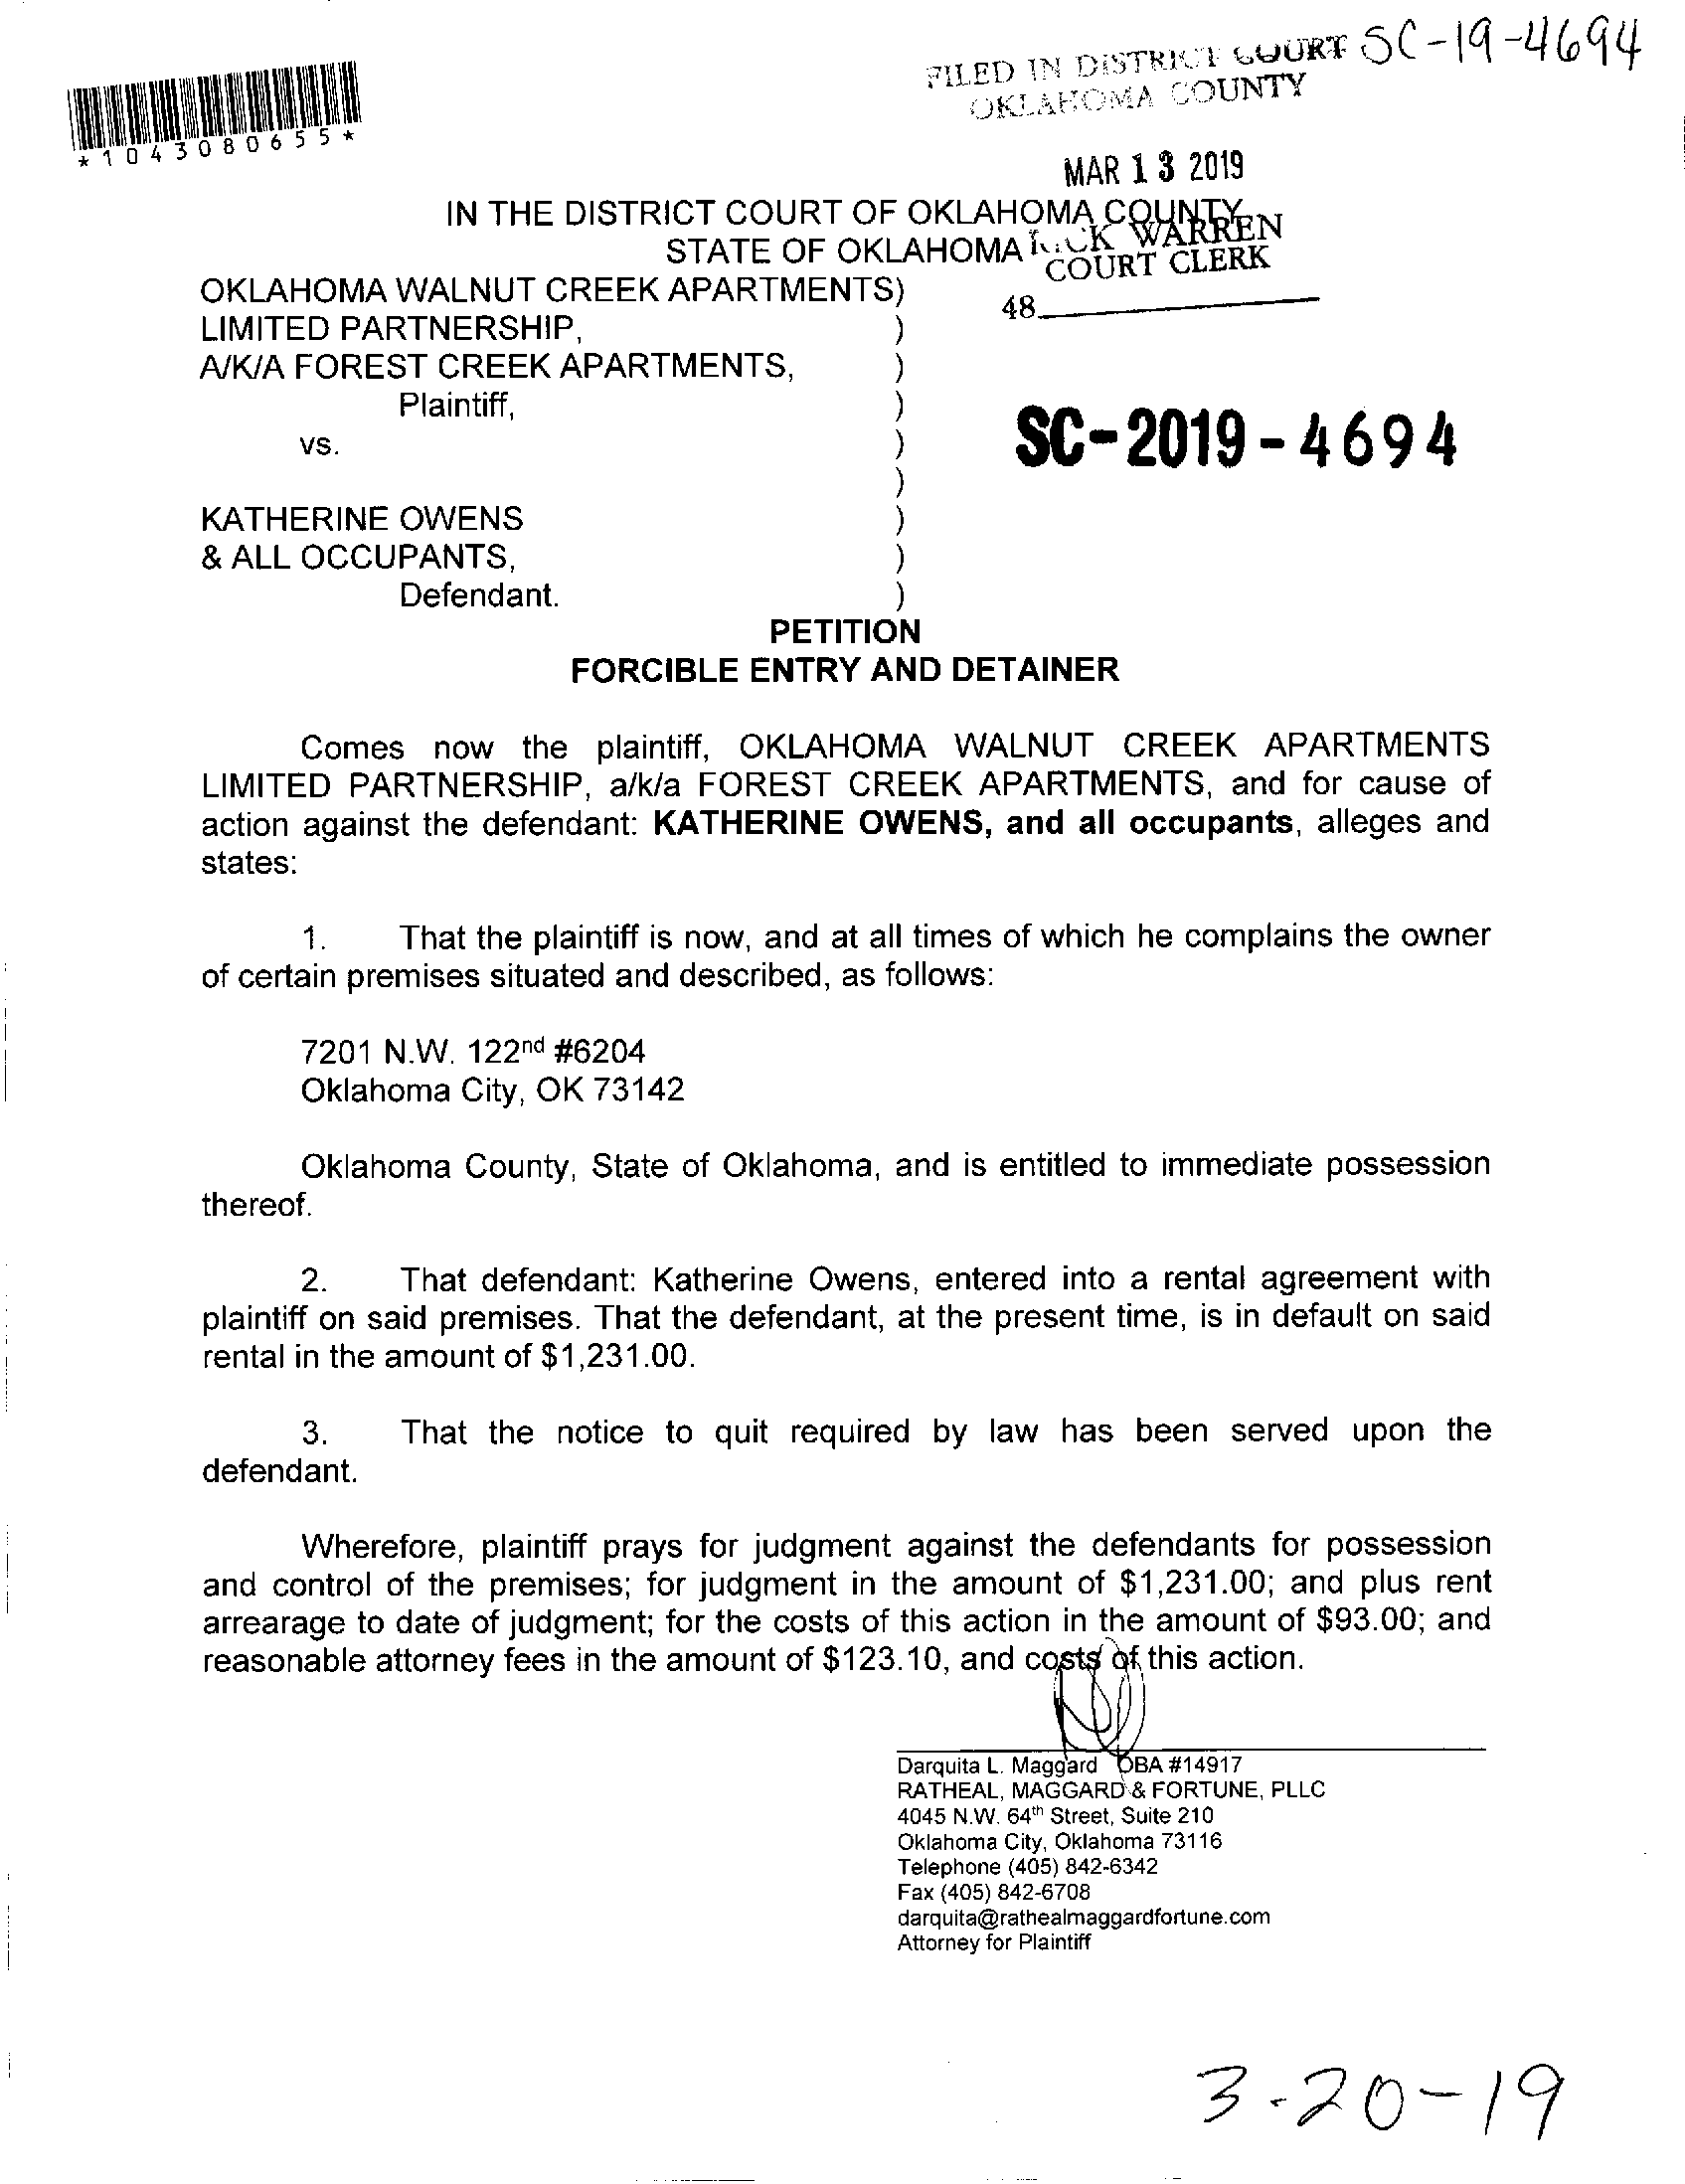 SC-19-4694
FILED IN DISTRICT COURT
OKLAHOMA COUNTY
*1043080655*
MAR 13 2019
IN THE DISTRICT COURT OF OKLAHOMA COUNTY
STATE OF OKLAHOMA
WARREN
COURT CLERK
48
OKLAHOMA WALNUT CREEK APARTMENTS)
LIMITED PARTNERSHIP, )
A/K/A FOREST CREEK APARTMENTS, )
Plaintiff, )
vs. )
)
SC-2019-4694
KATHERINE OWENS )
& ALL OCCUPANTS, )
Defendant. )
PETITION
FORCIBLE ENTRY AND DETAINER
Comes now the plaintiff, OKLAHOMA WALNUT CREEK APARTMENTS
LIMITED PARTNERSHIP, a/k/a FOREST CREEK APARTMENTS, and for cause of
action against the defendant: KATHERINE OWENS, and all occupants, alleges and
states:
1. That the plaintiff is now, and at all times of which he complains the owner
of certain premises situated and described, as follows:
7201 N.W. 122nd #6204
Oklahoma City, OK 73142
Oklahoma County, State of Oklahoma, and is entitled to immediate possession
thereof.
2. That defendant: Katherine Owens, entered into a rental agreement with
plaintiff on said premises. That the defendant, at the present time, is in default on said
rental in the amount of $1,231.00.
3. That the notice to quit required by law has been served upon the
defendant.
Wherefore, plaintiff prays for judgment against the defendants for possession
and control of the premises; for judgment in the amount of $1,231.00; and plus rent
arrearage to date of judgment; for the costs of this action in the amount of $93.00; and
reasonable attorney fees in the amount of $123.10, and costs of this action.
Darquita L. Maggard OBA #14917
RATHEAL, MAGGARD & FORTUNE, PLLC
4045 N.W. 64th Street, Suite 210
Oklahoma City, Oklahoma 73116
Telephone (405) 842-6342
Fax (405) 842-6708
darquita@rathealmaggardfortune.com
Attorney for Plaintiff
3-20-19